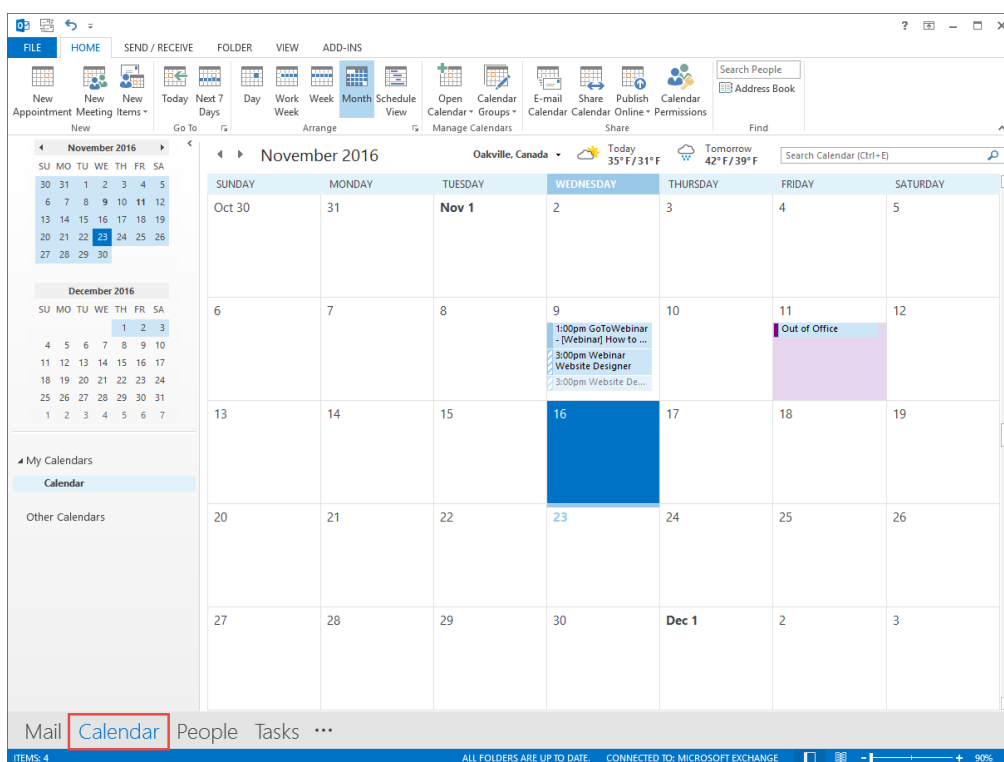 FILE HOME SEND / RECEIVE FOLDER VIEW ADD-INS
New Appointment New Meeting New Items Today Next 7 Days Day Work Week Week Month Schedule View Open Calendar Calendar Groups E-mail Calendar Share Calendar Publish Online Calendar Permissions Search People
Address Book
New Go To Arrange Manage Calendars Share Find
November 2016
SU MO TU WE TH FR SA
30 31 1 2 3 4 5
6 7 8 9 10 11 12
13 14 15 16 17 18 19
20 21 22 23 24 25 26
27 28 29 30
December 2016
SU MO TU WE TH FR SA
1 2 3
4 5 6 7 8 9 10
11 12 13 14 15 16 17
18 19 20 21 22 23 24
25 26 27 28 29 30 31
1 2 3 4 5 6 7
My Calendars
Calendar
Other Calendars
November 2016 Oakville, Canada Today 35°F/31°F Tomorrow 42°F/39°F Search Calendar (Ctrl+E)
SUNDAY MONDAY TUESDAY WEDNESDAY THURSDAY FRIDAY SATURDAY
Oct 30 31 Nov 1 2 3 4 5
6 7 8 9 10 11 12
1:00pm GoToWebinar
- [Webinar] How to ...
3:00pm Webinar
Website Designer
3:00pm Website De...
Out of Office
13 14 15 16 17 18 19
20 21 22 23 24 25 26
27 28 29 30 Dec 1 2 3
Mail Calendar People Tasks •••
ITEMS: 4 ALL FOLDERS ARE UP TO DATE. CONNECTED TO: MICROSOFT EXCHANGE 90%